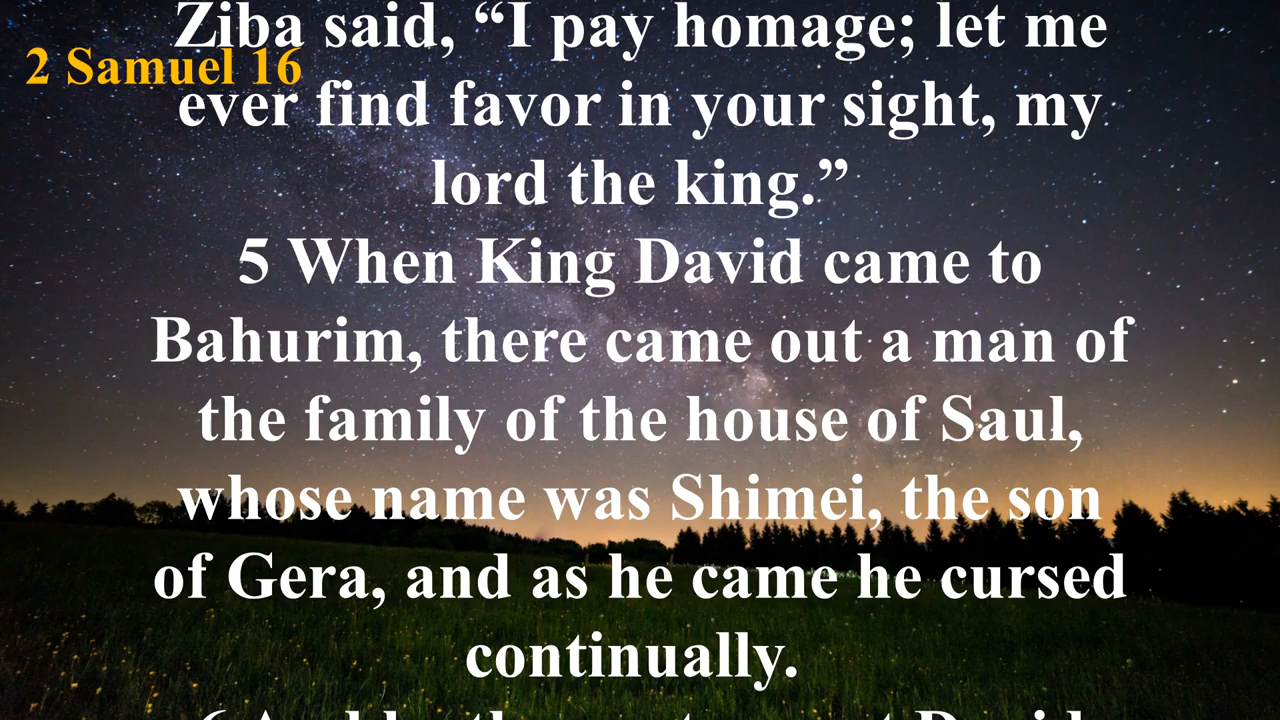 Ziba said, “I pay homage; let me
2 Samuel 16
ever find favor in your sight, my
lord the king.”
5 When King David came to
Bahurim, there came out a man of
the family of the house of Saul,
whose name was Shimei, the son
of Gera, and as he came he cursed
continually.